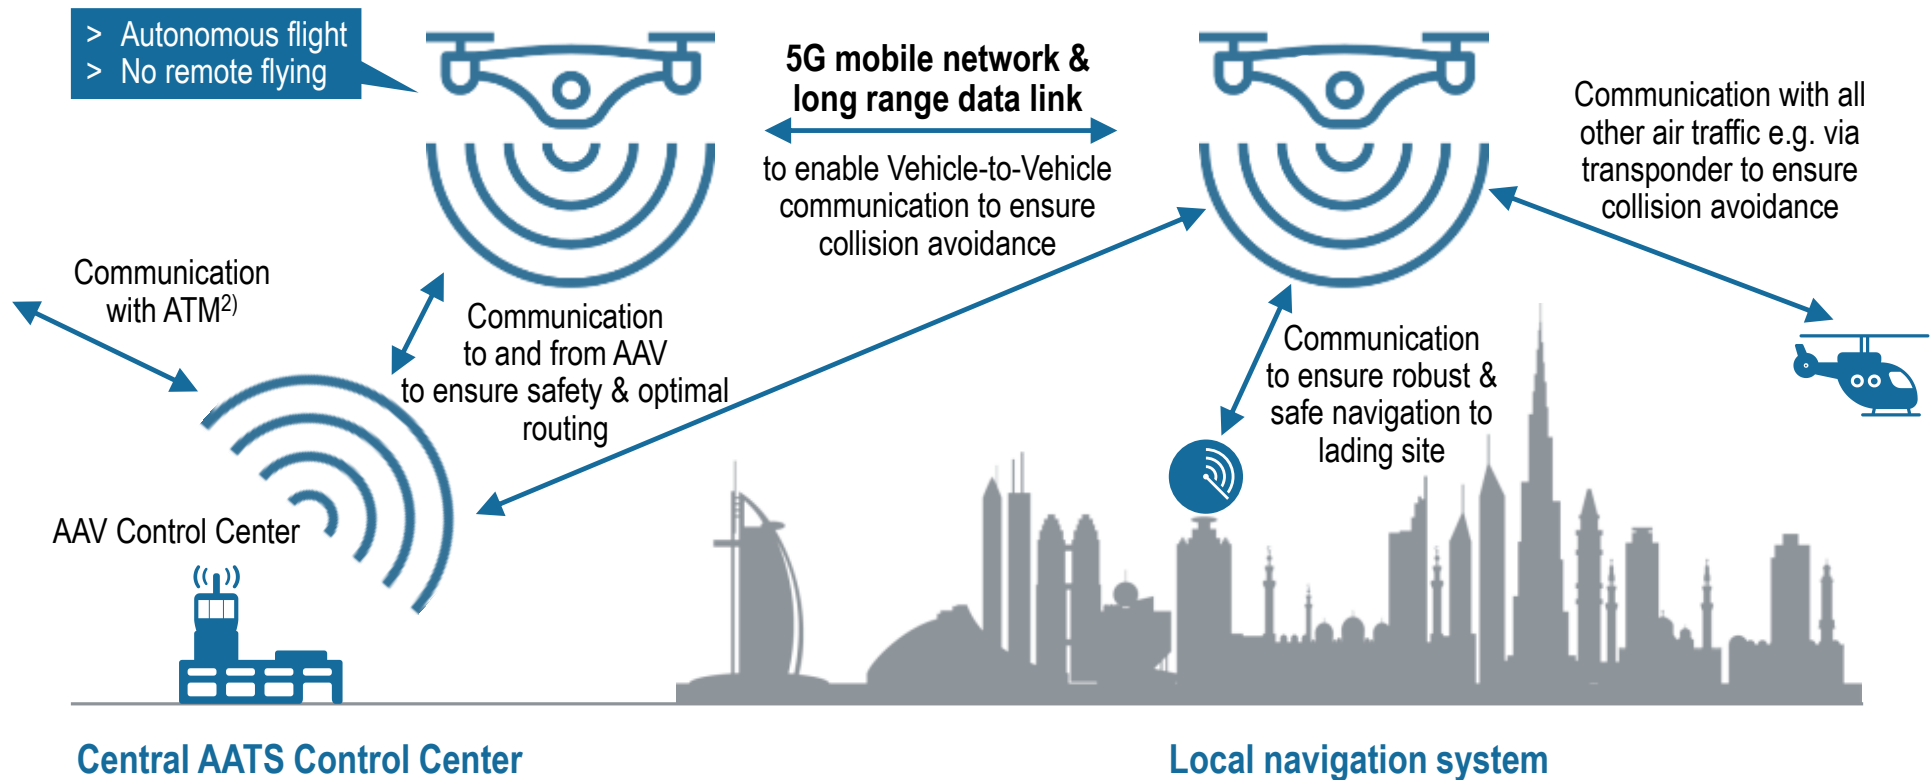 > Autonomous flight
> No remote flying
5G mobile network &
long range data link
to enable Vehicle-to-Vehicle
communication to ensure
collision avoidance
Communication with all
other air traffic e.g. via
transponder to ensure
collision avoidance
Communication
with ATM2)
Communication
to and from AAV
to ensure safety & optimal
routing
Communication
to ensure robust &
safe navigation to
lading site
AAV Control Center
Central AATS Control Center
Local navigation system